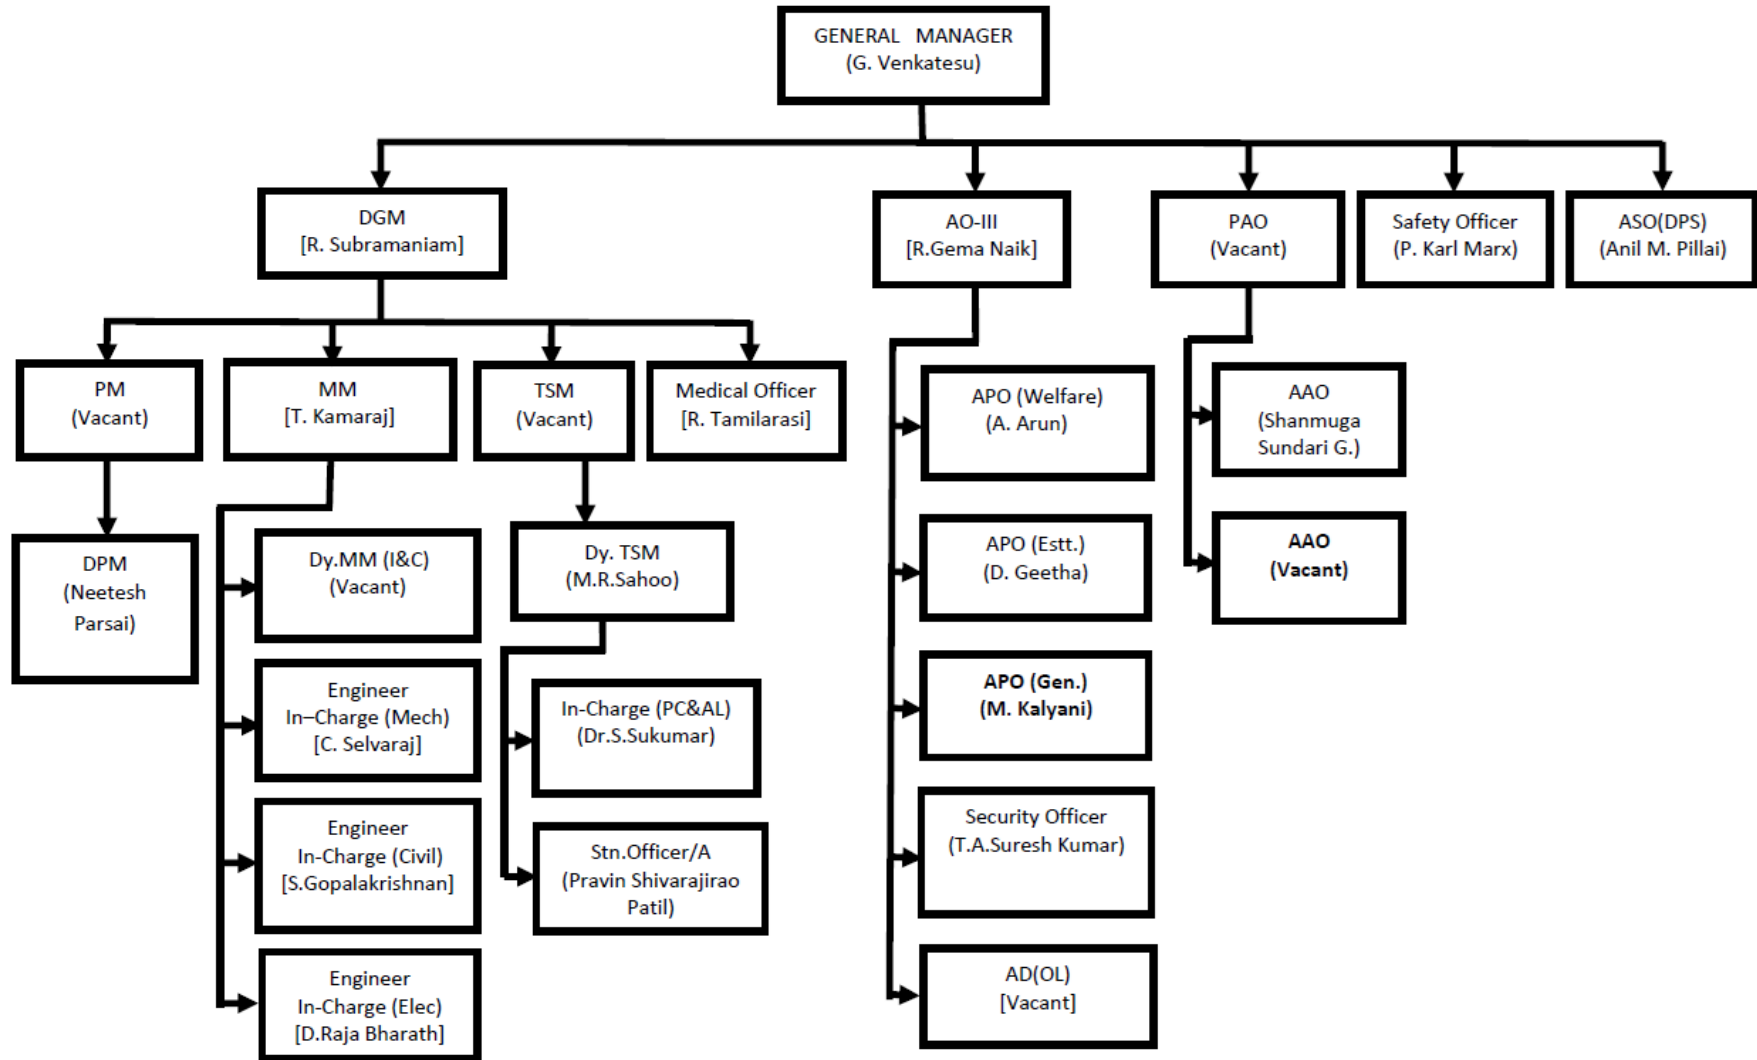 GENERAL MANAGER
(G. Venkatesu)
DGM
[R. Subramaniam]
AO-III
[R.Gema Naik]
PAO
(Vacant)
Safety Officer
(P. Karl Marx)
ASO(DPS)
(Anil M. Pillai)
PM
(Vacant)
MM
[T. Kamaraj]
TSM
(Vacant)
Medical Officer
[R. Tamilarasi]
DPM
(Neetesh
Parsai)
Dy.MM (I&C)
(Vacant)
Engineer
In–Charge (Mech)
[C. Selvaraj]
Engineer
In-Charge (Civil)
[S.Gopalakrishnan]
Engineer
In-Charge (Elec)
[D.Raja Bharath]
Dy. TSM
(M.R.Sahoo)
In-Charge (PC&AL)
(Dr.S.Sukumar)
Stn.Officer/A
(Pravin Shivarajirao
Patil)
APO (Welfare)
(A. Arun)
APO (Estt.)
(D. Geetha)
APO (Gen.)
(M. Kalyani)
Security Officer
(T.A.Suresh Kumar)
AD(OL)
[Vacant]
AAO
(Shanmuga
Sundari G.)
AAO
(Vacant)